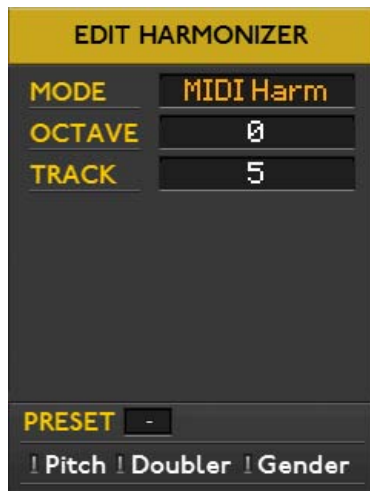 EDIT HARMONIZER
MODE MIDI Harm
OCTAVE 0
TRACK 5
PRESET -
Pitch Doubler Gender